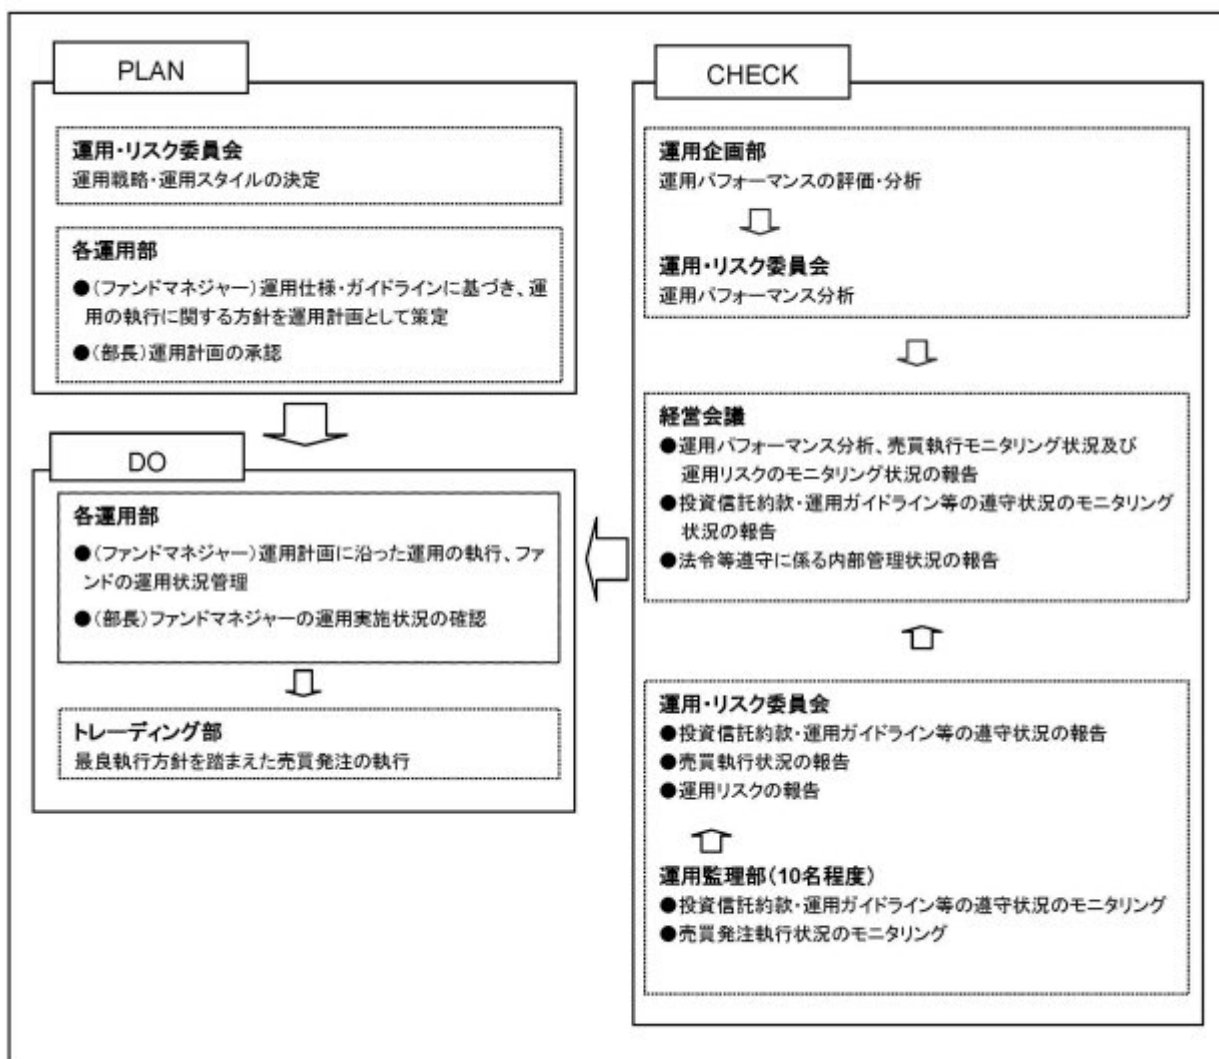 PLAN
運用・リスク委員会
運用戦略・運用スタイルの決定
各運用部
●(ファンドマネジャー)運用仕様・ガイドラインに基づき、運
用の執行に関する方針を運用計画として策定
●(部長)運用計画の承認
DO
各運用部
●(ファンドマネジャー)運用計画に沿った運用の執行、ファ
ンドの運用状況管理
●(部長)ファンドマネジャーの運用実施状況の確認
トレーディング部
最良執行方針を踏まえた売買発注の執行
CHECK
運用企画部
運用パフォーマンスの評価・分析
運用・リスク委員会
運用パフォーマンス分析
経営会議
●運用パフォーマンス分析、売買執行モニタリング状況及び
運用リスクのモニタリング状況の報告
●投資信託約款・運用ガイドライン等の遵守状況のモニタリング
状況の報告
●法令等遵守に係る内部管理状況の報告
運用・リスク委員会
●投資信託約款・運用ガイドライン等の遵守状況の報告
●売買執行状況の報告
●運用リスクの報告
運用監理部(10名程度)
●投資信託約款・運用ガイドライン等の遵守状況のモニタリング
●売買発注執行状況のモニタリング